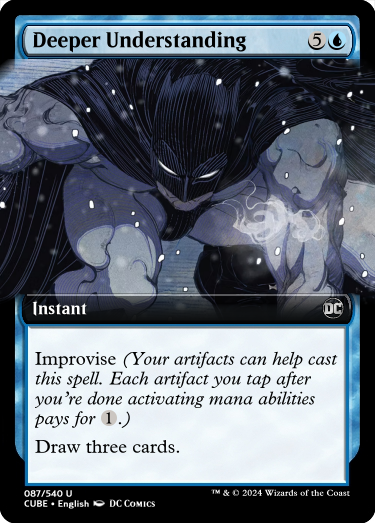 Deeper Understanding 5
Instant DC
Improvise (Your artifacts can help cast
this spell. Each artifact you tap after
you're done activating mana abilities
pays for 1.)
Draw three cards.
087/540 U ™ & © 2024 Wizards of the Coast
CUBE • English DC Comics